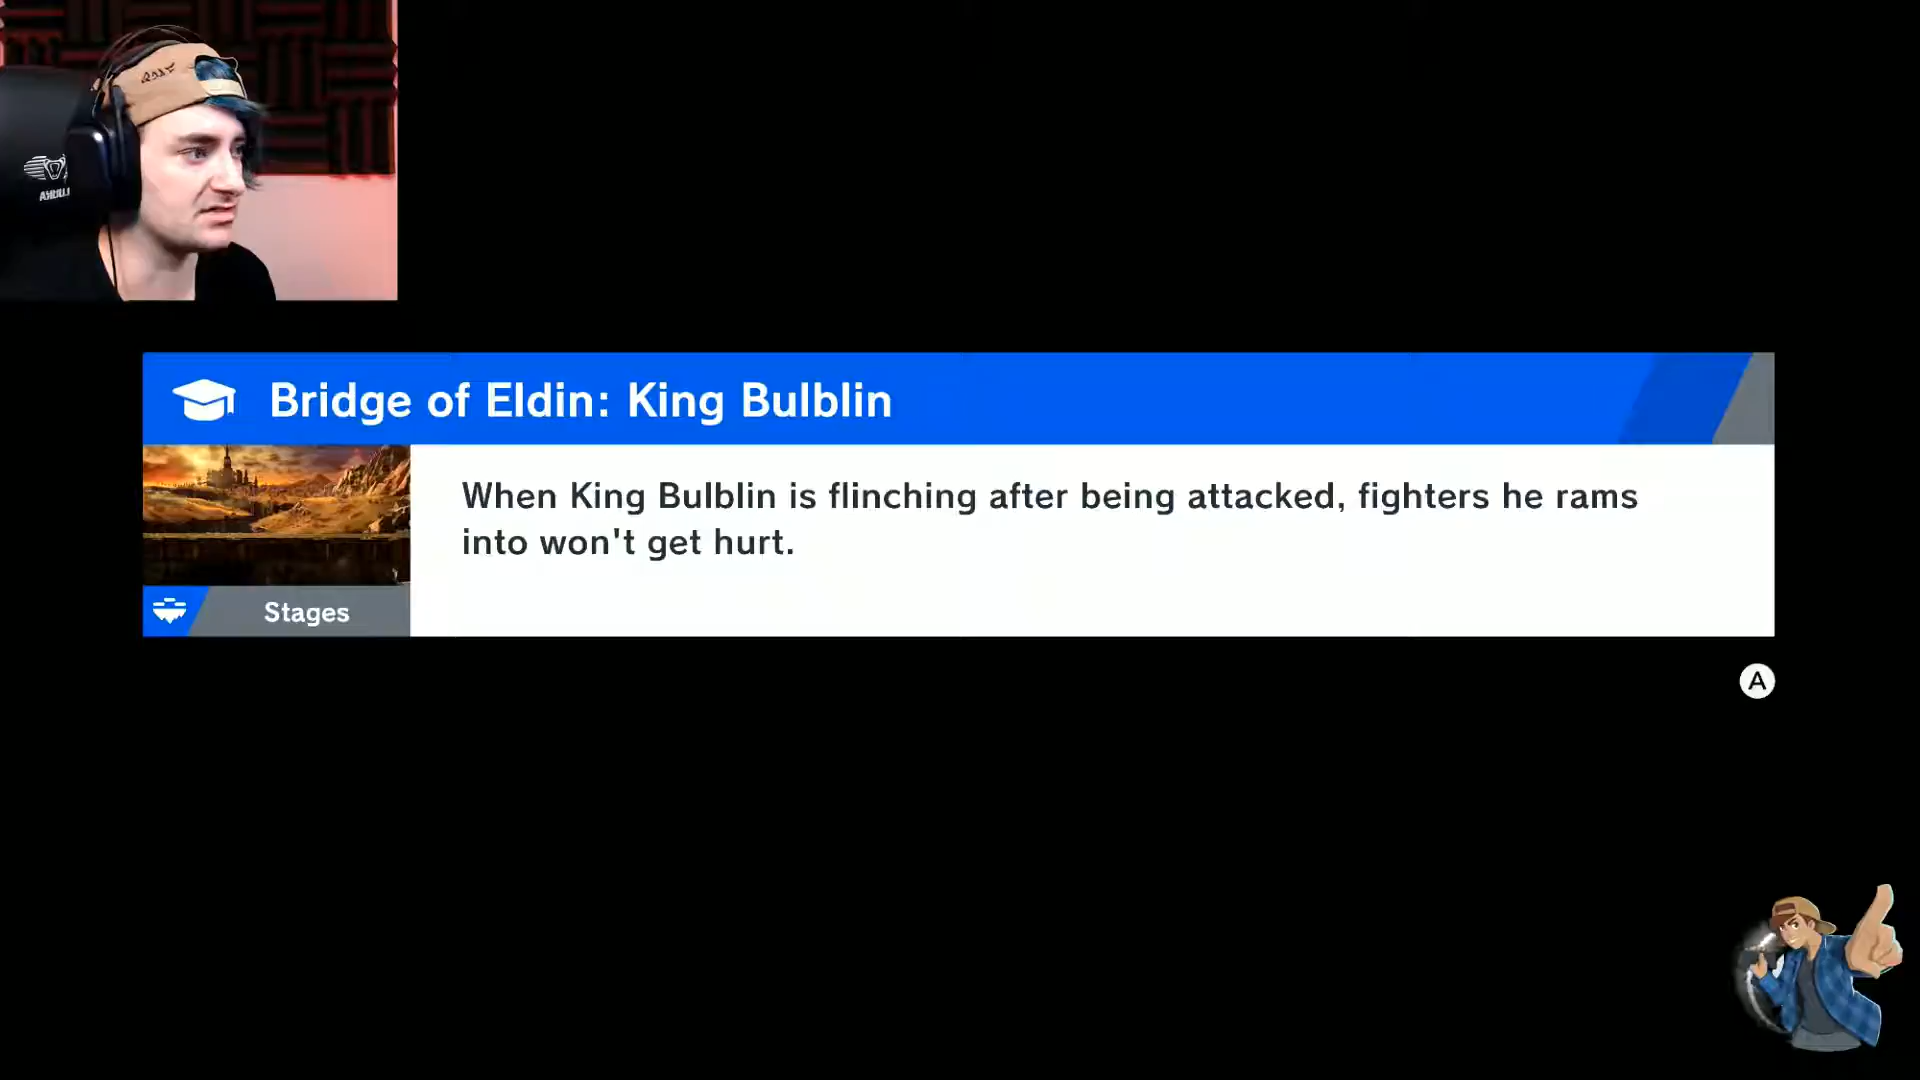 Bridge of Eldin: King Bulblin
When King Bulblin is flinching after being attacked, fighters he rams
into won't get hurt.
Stages
A